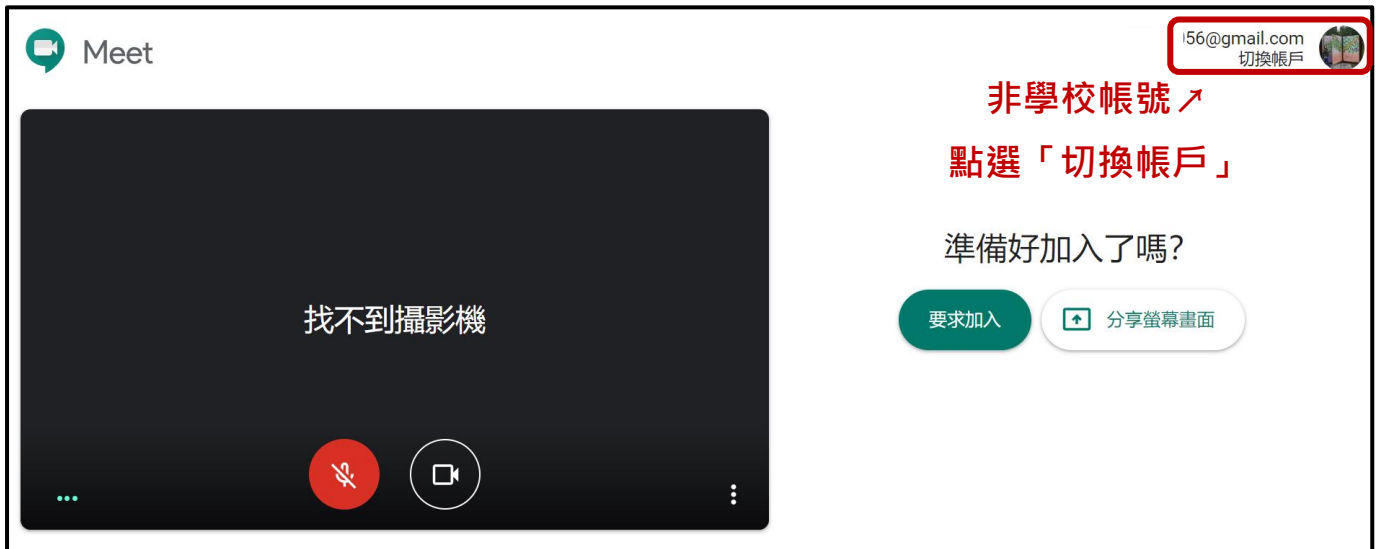 Meet
56@gmail.com
切換帳戶
非學校帳號↗
點選「切換帳戶」
準備好加入了嗎?
要求加入
分享螢幕畫面
找不到攝影機